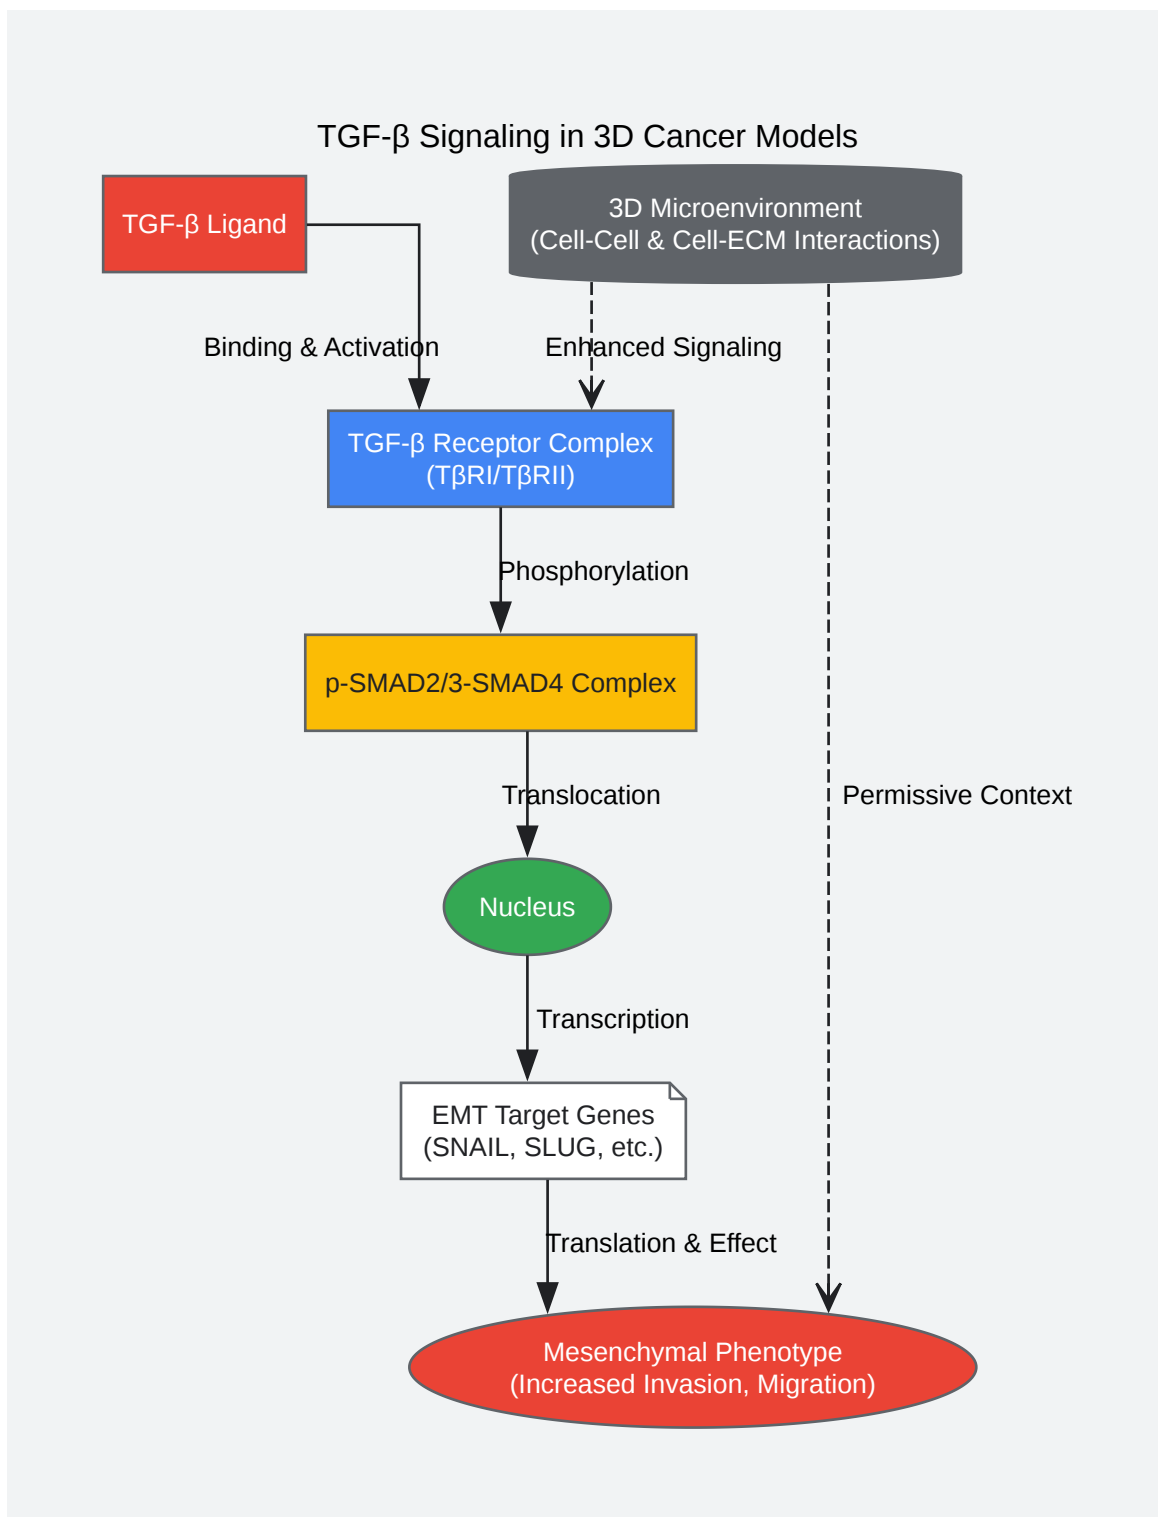 TGF-β Signaling in 3D Cancer Models
TGF-β Ligand
3D Microenvironment
(Cell-Cell & Cell-ECM Interactions)
Binding & Activation
Enhanced Signaling
TGF-β Receptor Complex
(TβRI/TβRII)
Phosphorylation
p-SMAD2/3-SMAD4 Complex
Translocation
Permissive Context
Nucleus
Transcription
EMT Target Genes
(SNAIL, SLUG, etc.)
Translation & Effect
Mesenchymal Phenotype
(Increased Invasion, Migration)